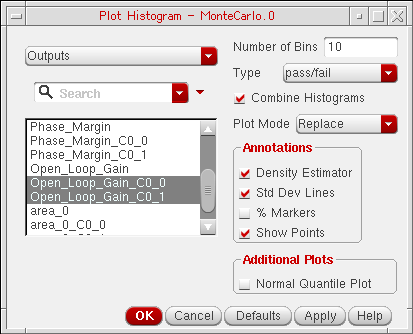 Plot Histogram - MonteCarlo.0
Outputs
Search
Phase_Margin
Phase_Margin_C0_0
Phase_Margin_C0_1
Open_Loop_Gain
Open_Loop_Gain_C0_0
Open_Loop_Gain_C0_1
area_0
area_0_C0_0
Number of Bins 10
Type pass/fail
Combine Histograms
Plot Mode Replace
Annotations
Density Estimator
Std Dev Lines
% Markers
Show Points
Additional Plots
Normal Quantile Plot
OK Cancel Defaults Apply Help